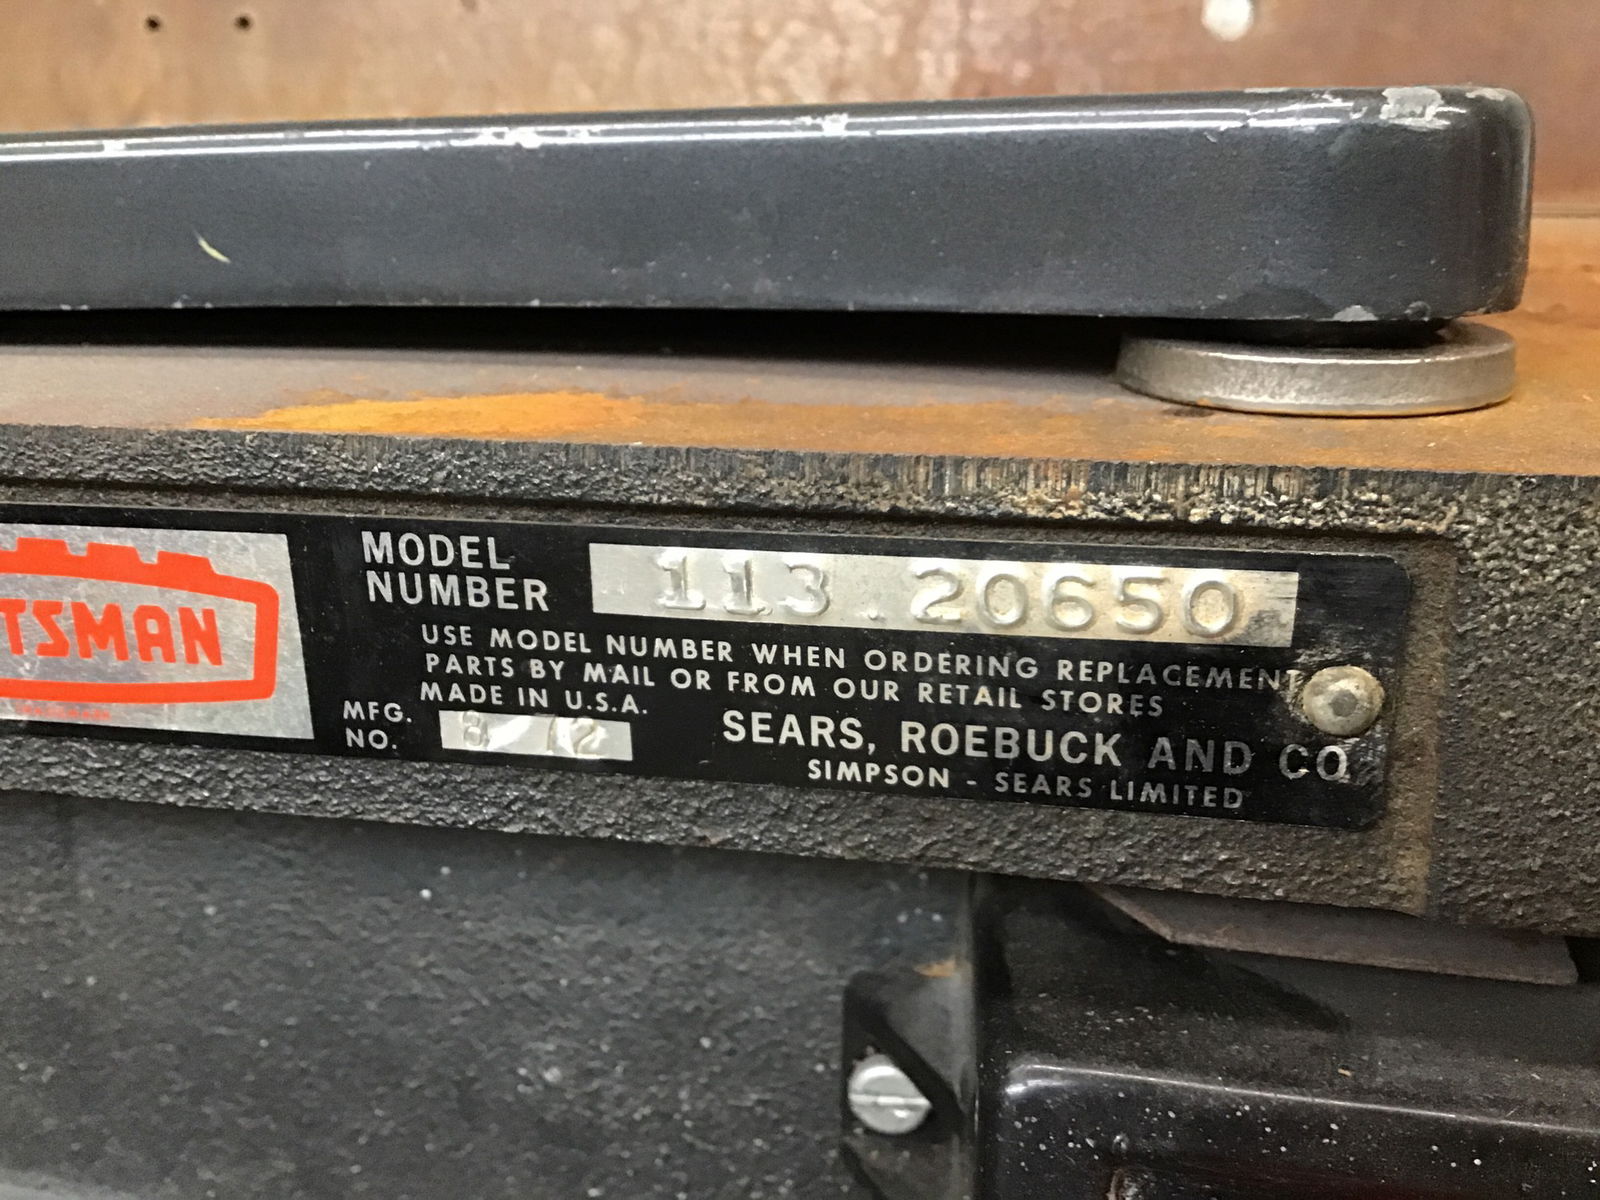 TSMAN
MODEL
NUMBER
113.20650
USE MODEL NUMBER WHEN ORDERING REPLACEMENT
PARTS BY MAIL OR FROM OUR RETAIL STORES
MADE IN U.S.A.
MFG.
NO.
SEARS, ROEBUCK AND CO
SIMPSON - SEARS LIMITED